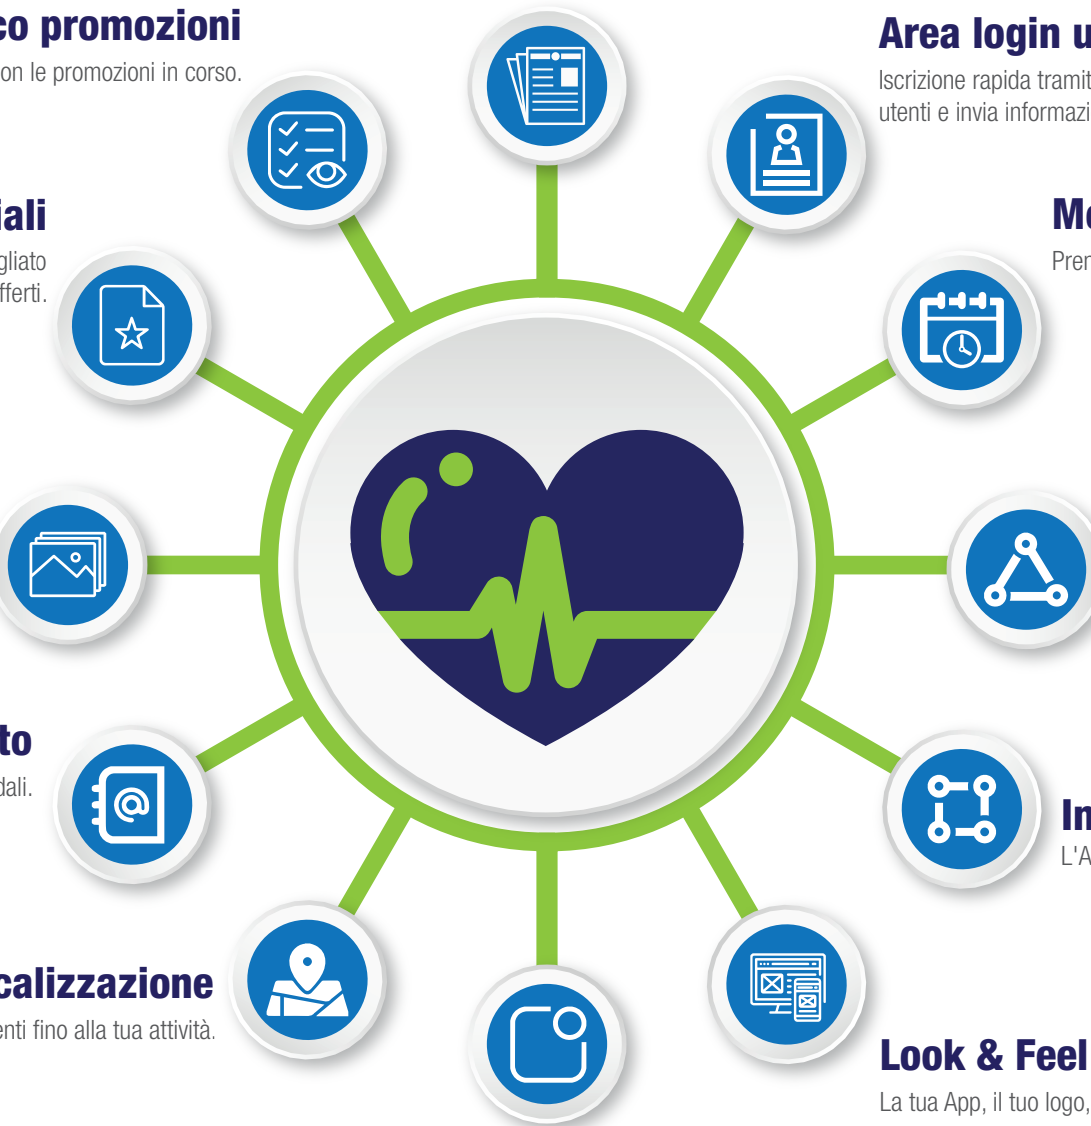 co promozioni
on le promozioni in corso.
Area login u
Iscrizione rapida tramit
utenti e invia informazi
iali
gliato
fferti.
Mo
Pren
to
dali.
In
L'A
calizzazione
enti fino alla tua attività.
Look & Feel
La tua App, il tuo logo,